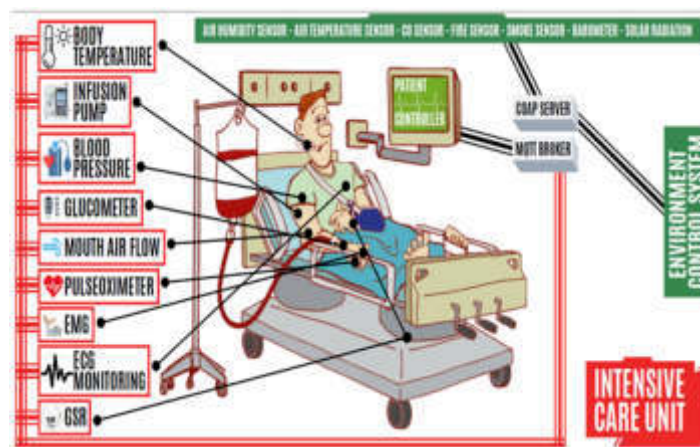 AIR HUMIDITY SENSOR - AIR TEMPERATURE SENSOR - CO SENSOR - FIRE SENSOR - SMOKE SENSOR - BAROMETER - SOLAR RADIATION
BODY
TEMPERATURE
INFUSION
PUMP
BLOOD
PRESSURE
GLUCOMETER
MOUTH AIR FLOW
PULSEOXIMETER
EMG
ECG
MONITORING
GSR
PATIENT
CONTROLLER
COAP SERVER
MQTT BROKER
ENVIRONMENT
CONTROL SYSTEM
INTENSIVE
CARE UNIT